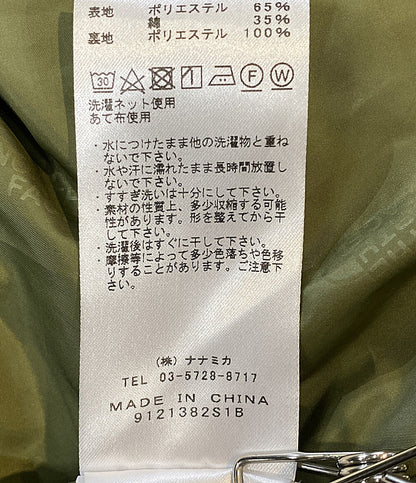 表地 ポリエステル 65%
綿 35%
裏地 ポリエステル 100%
30
F W
洗濯ネット使用
あて布使用
・水につけたまま他の洗濯物と重ね
ないで下さい。
・水や汗に濡れたまま長時間放置し
ないで下さい。
・すすぎ洗いは十分にして下さい。
・素材の性質上、多少収縮する可能
性があります。形を整えてから干
して下さい。
・洗濯後はすぐに干して下さい。
・摩擦等によって多少色落ちや色移
りすることがあります。ご注意下
さい。
(株) ナナミカ
TEL 03-5728-8717
MADE IN CHINA
9121382S1B